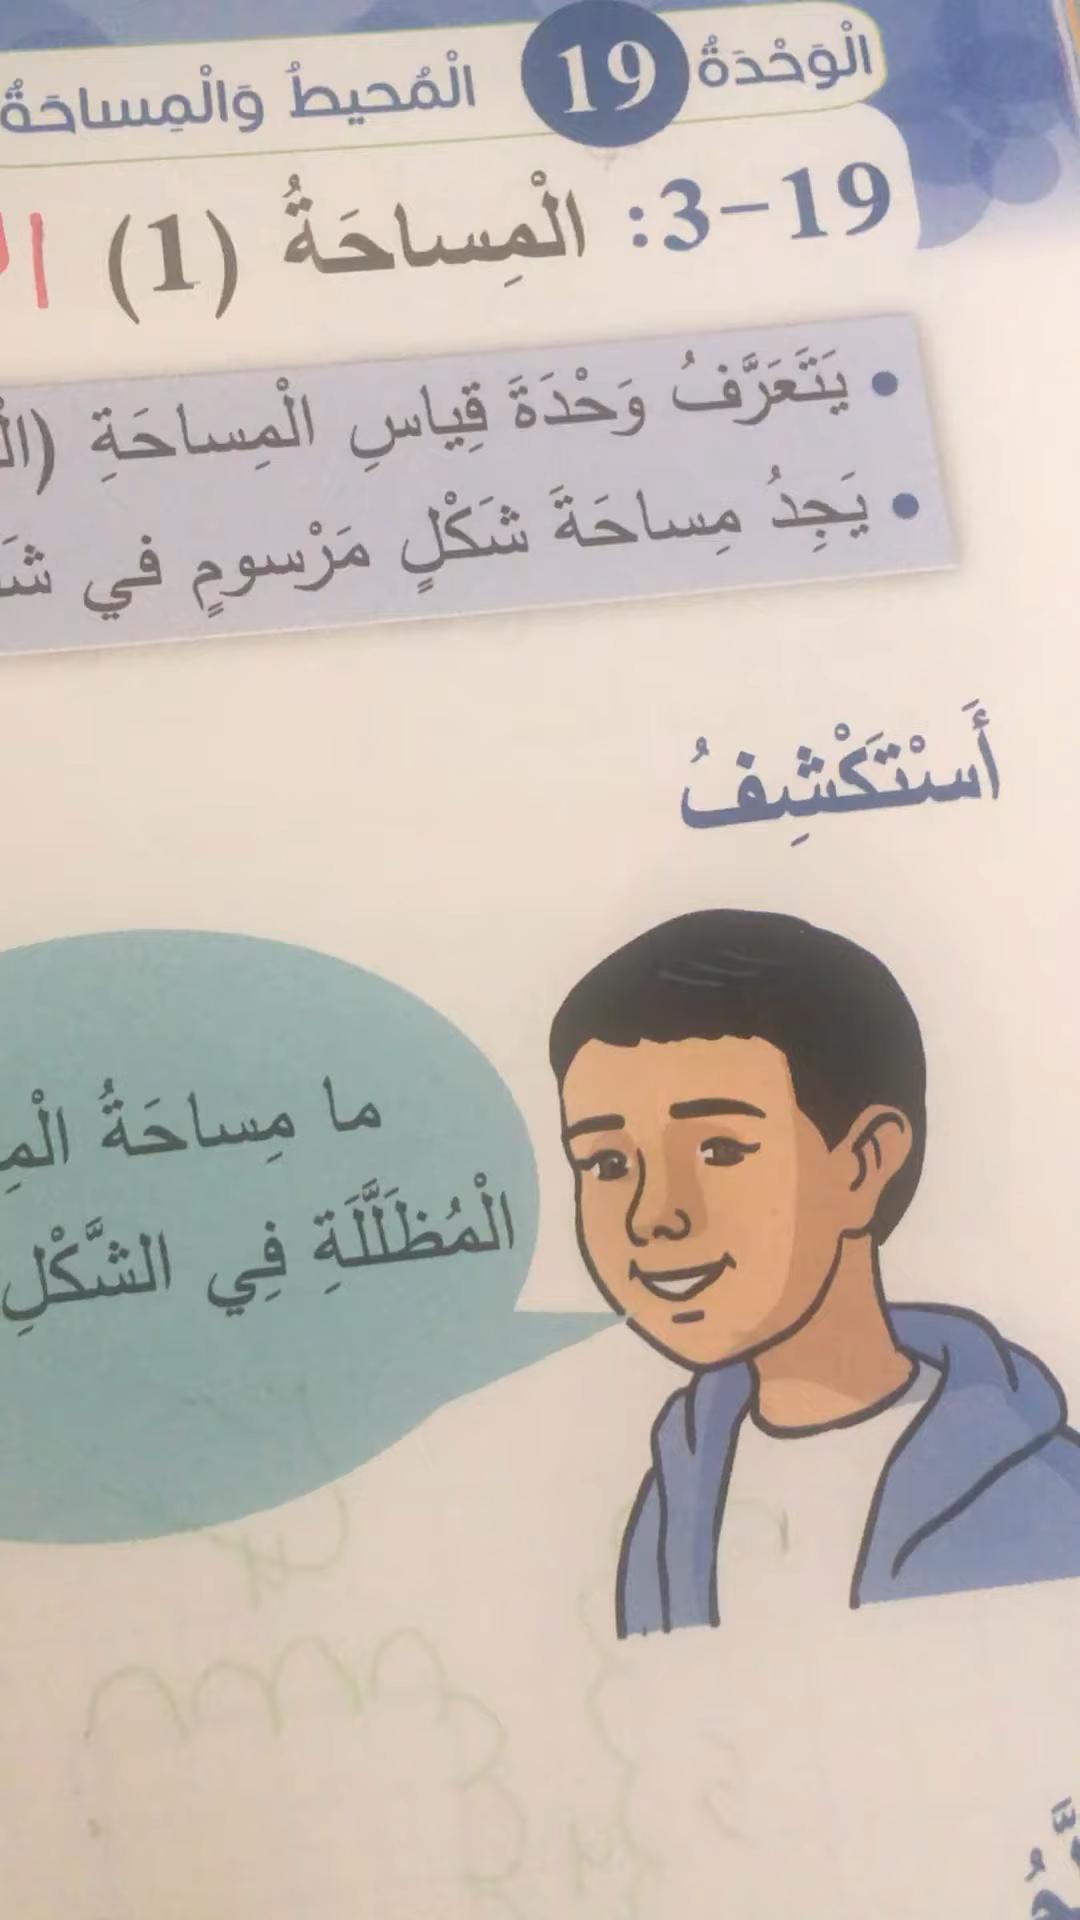 الْوَحْدَةُ 19 الْمُحيطُ وَالْمِساحَةُ
19-3: الْمِساحَةُ (1)
• يَتَعَرَّفُ وَحْدَةَ قِياسِ الْمِساحَةِ
• يَجِدُ مِساحَةَ شَكْلٍ مَرْسومٍ في
أَسْتَكْشِفُ
ما مِساحَةُ
الْمُظَلَّلَةِ فِي الشَّكْلِ